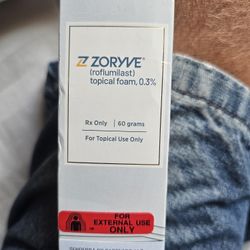 ZORYVE®
(roflumilast)
topical foam, 0.3%
Rx Only | 60 grams
For Topical Use Only
FOR
EXTERNAL USE
ONLY